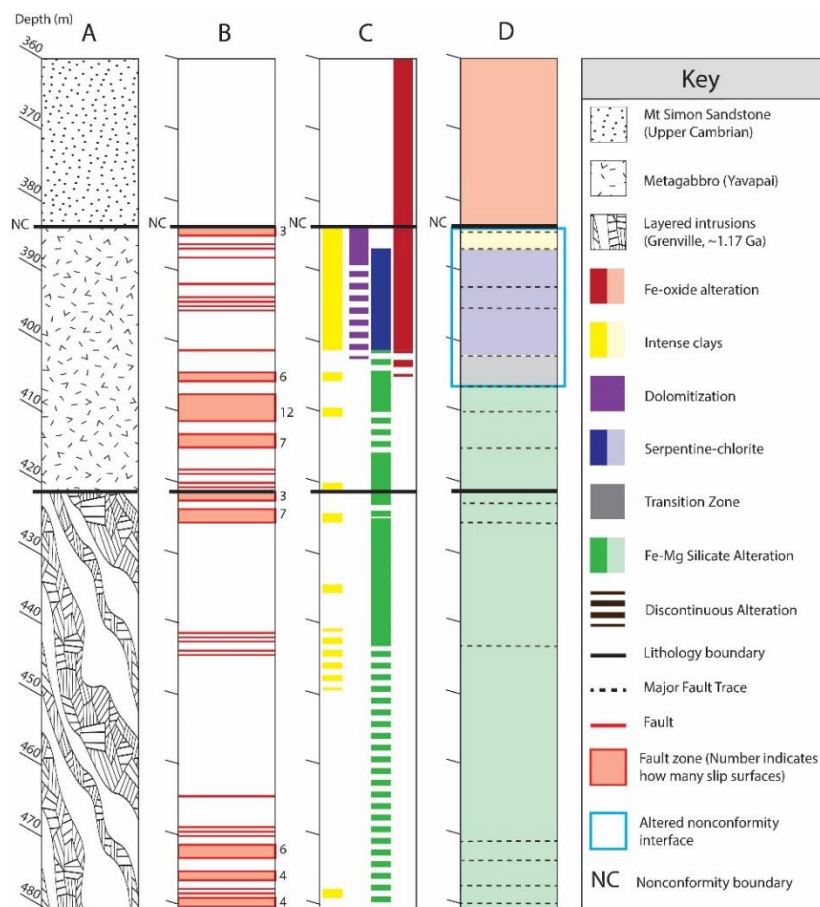 Depth (m)
A
B
C
D
360
370
380
NC
NC
NC
NC
390
400
410
420
430
440
450
460
470
480
3
6
12
7
3
7
6
4
4
Key
Mt Simon Sandstone
(Upper Cambrian)
Metagabbro (Yavapai)
Layered intrusions
(Grenville, ~1.17 Ga)
Fe-oxide alteration
Intense clays
Dolomitization
Serpentine-chlorite
Transition Zone
Fe-Mg Silicate Alteration
Discontinuous Alteration
Lithology boundary
Major Fault Trace
Fault
Fault zone (Number indicates
how many slip surfaces)
Altered nonconformity
interface
NC Nonconformity boundary